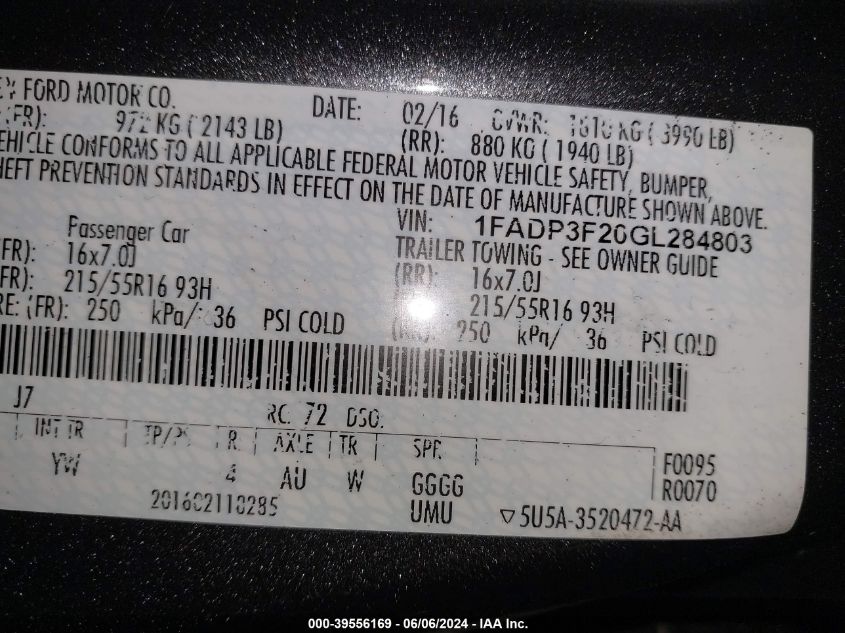 FORD MOTOR CO. DATE: 02/16 GVWR: 1810 KG ( 3990 LB)
(FR): 972 KG ( 2143 LB) (RR): 880 KG ( 1940 LB)
EHICLE CONFORMS TO ALL APPLICABLE FEDERAL MOTOR VEHICLE SAFETY, BUMPER,
HEFT PREVENTION STANDARDS IN EFFECT ON THE DATE OF MANUFACTURE SHOWN ABOVE.
VIN: 1FADP3F20GL284803
Passenger Car TRAILER TOWING - SEE OWNER GUIDE
FR): 16x7.0J (RR): 16x7.0J
FR): 215/55R16 93H 215/55R16 93H
RE: (FR): 250 kPa/ 36 PSI COLD (RR): 250 kPa/ 36 PSI COLD
J7 RC: 72 DSO:
INT TR TP/PS R AXLE TR SPR
YW 4 AU W GGGG F0095
UMU R0070
201602110285 ▽5U5A-3520472-AA
000-39556169 - 06/06/2024 - IAA Inc.